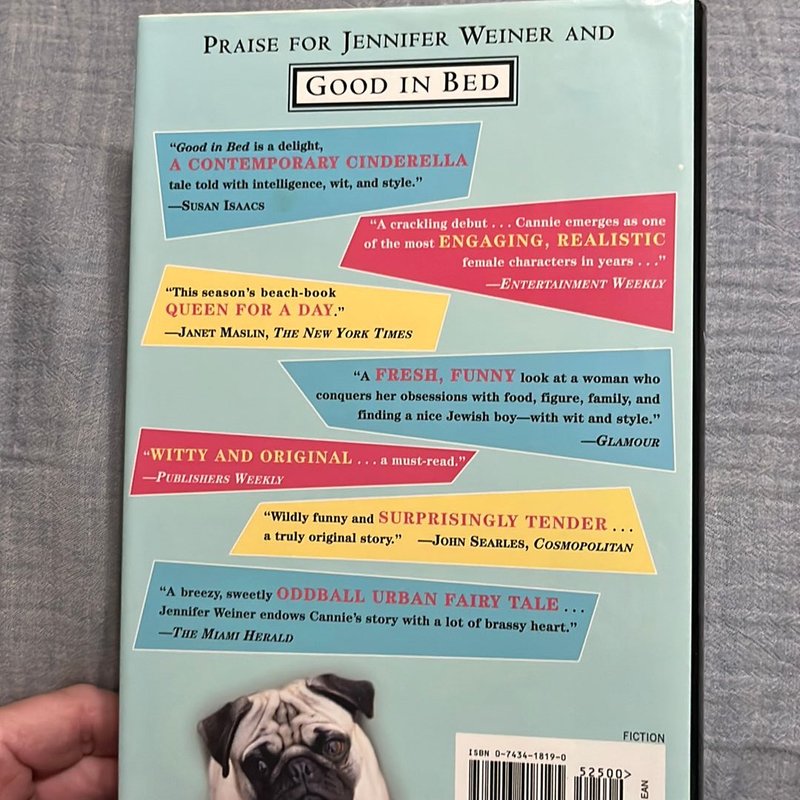 PRAISE FOR JENNIFER WEINER AND
GOOD IN BED
“Good in Bed is a delight,
A CONTEMPORARY CINDERELLA
tale told with intelligence, wit, and style.”
—SUSAN ISAACS
“A crackling debut . . . Cannie emerges as one
of the most ENGAGING, REALISTIC
female characters in years . . .”
—ENTERTAINMENT WEEKLY
“This season’s beach-book
QUEEN FOR A DAY.”
—JANET MASLIN, THE NEW YORK TIMES
“A FRESH, FUNNY look at a woman who
conquers her obsessions with food, figure, family, and
finding a nice Jewish boy—with wit and style.”
—GLAMOUR
“WITTY AND ORIGINAL . . . a must-read.”
—PUBLISHERS WEEKLY
“Wildly funny and SURPRISINGLY TENDER . . .
a truly original story.” —JOHN SEARLES, COSMOPOLITAN
“A breezy, sweetly ODDBALL URBAN FAIRY TALE . . .
Jennifer Weiner endows Cannie’s story with a lot of brassy heart.”
—THE MIAMI HERALD
FICTION
ISBN 0-7434-1819-0
52500>
EAN